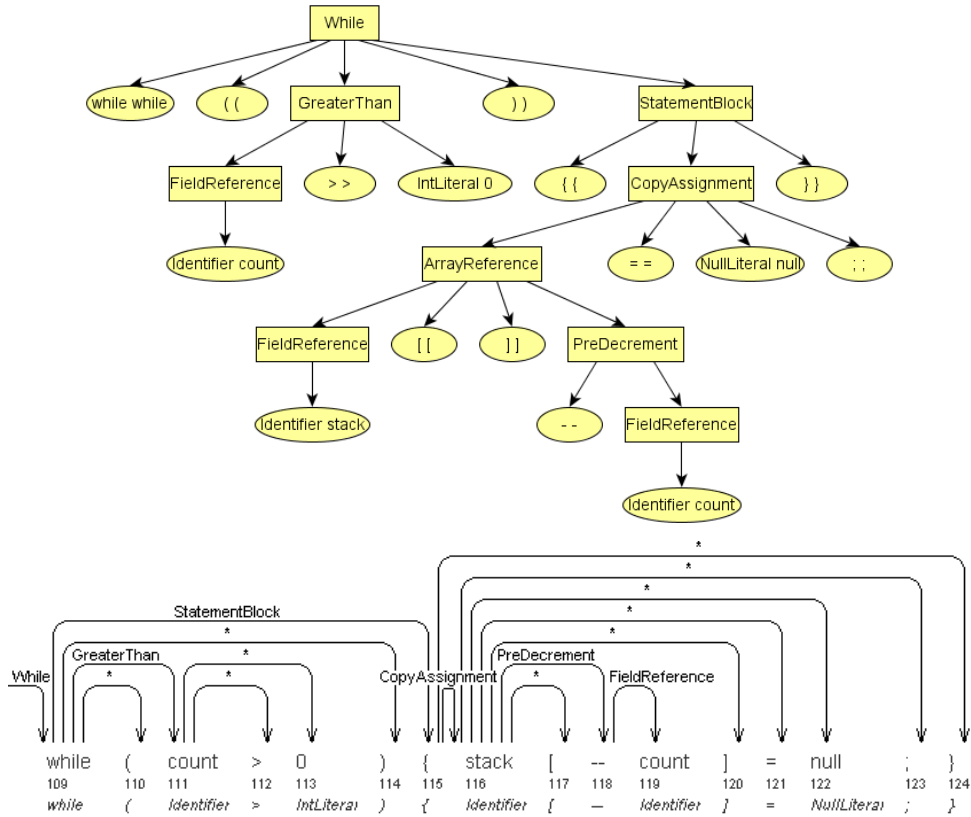 While
while while ( ( GreaterThan ) ) StatementBlock
FieldReference > > IntLiteral 0 { { CopyAssignment } }
Identifier count ArrayReference = = NullLiteral null ; ;
FieldReference [ [ ] ] PreDecrement
Identifier stack - - FieldReference
Identifier count
*
*
*
StatementBlock *
* *
GreaterThan * PreDecrement
While * * CopyAssignment * FieldReference
while ( count > 0 ) { stack [ -- count ] = null ; }
109 110 111 112 113 114 115 116 117 118 119 120 121 122 123 124
while ( Identifier > IntLiteral ) { Identifier [ -- Identifier ] = NullLiteral ; }